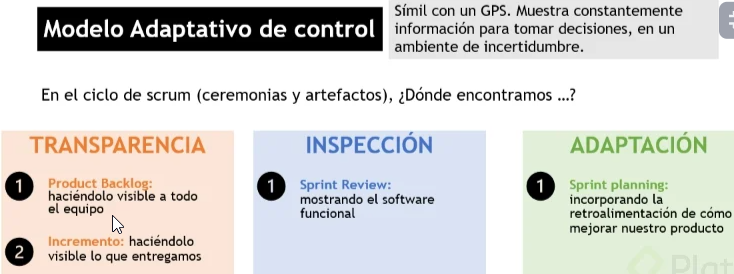 Modelo Adaptativo de control
Símil con un GPS. Muestra constantemente
información para tomar decisiones, en un
ambiente de incertidumbre.
En el ciclo de scrum (ceremonias y artefactos), ¿Dónde encontramos ...?
TRANSPARENCIA
1
Product Backlog:
haciéndolo visible a todo
el equipo
2
Incremento: haciéndolo
visible lo que entregamos
INSPECCIÓN
1
Sprint Review:
mostrando el software
funcional
ADAPTACIÓN
1
Sprint planning:
incorporando la
retroalimentación de cómo
mejorar nuestro producto